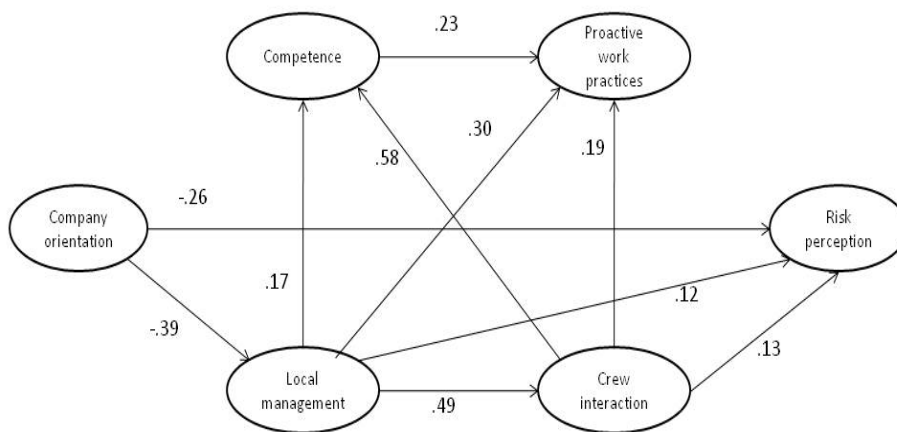 .23
Competence
Proactive
work
practices
.30
.58
.19
-.26
Company
orientation
Risk
perception
.17
.12
-.39
.13
Local
management
.49
Crew
interaction